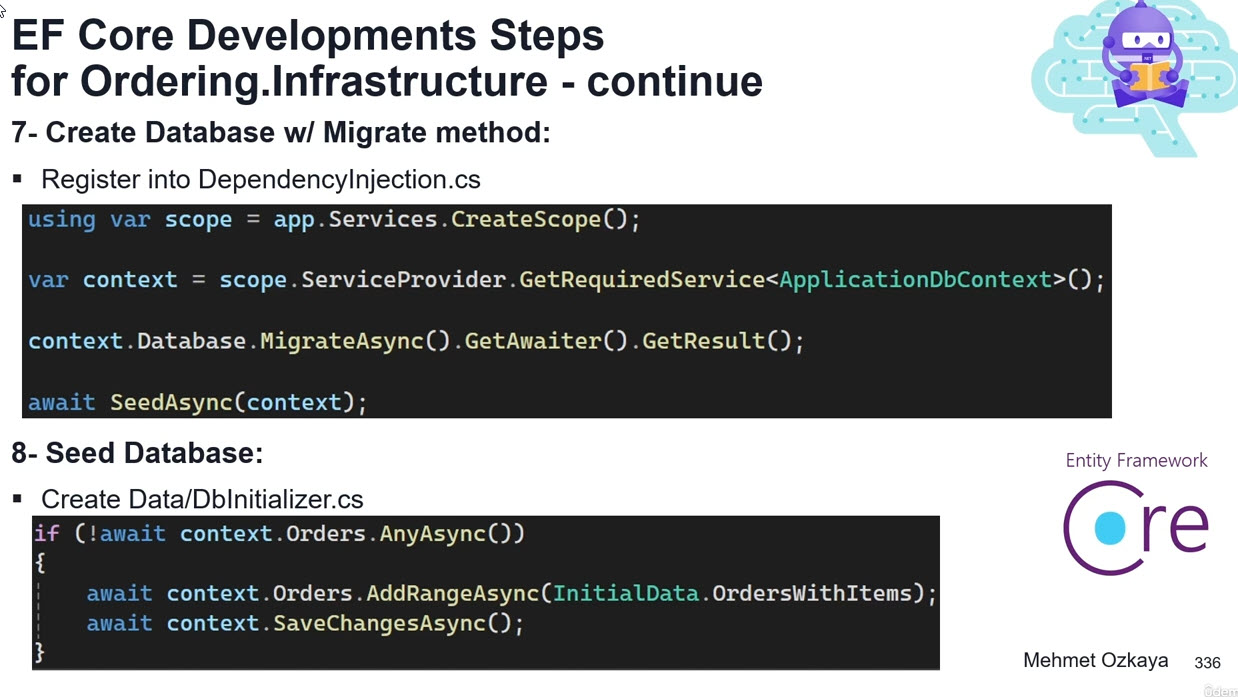 EF Core Developments Steps
for Ordering.Infrastructure - continue
7- Create Database w/ Migrate method:
▪ Register into DependencyInjection.cs
using var scope = app.Services.CreateScope();
var context = scope.ServiceProvider.GetRequiredService<ApplicationDbContext>();
context.Database.MigrateAsync().GetAwaiter().GetResult();
await SeedAsync(context);
8- Seed Database:
▪ Create Data/DbInitializer.cs
if (!await context.Orders.AnyAsync())
{
    await context.Orders.AddRangeAsync(InitialData.OrdersWithItems);
    await context.SaveChangesAsync();
}
.NET
Entity Framework
Core
Mehmet Ozkaya 336
ûdemy